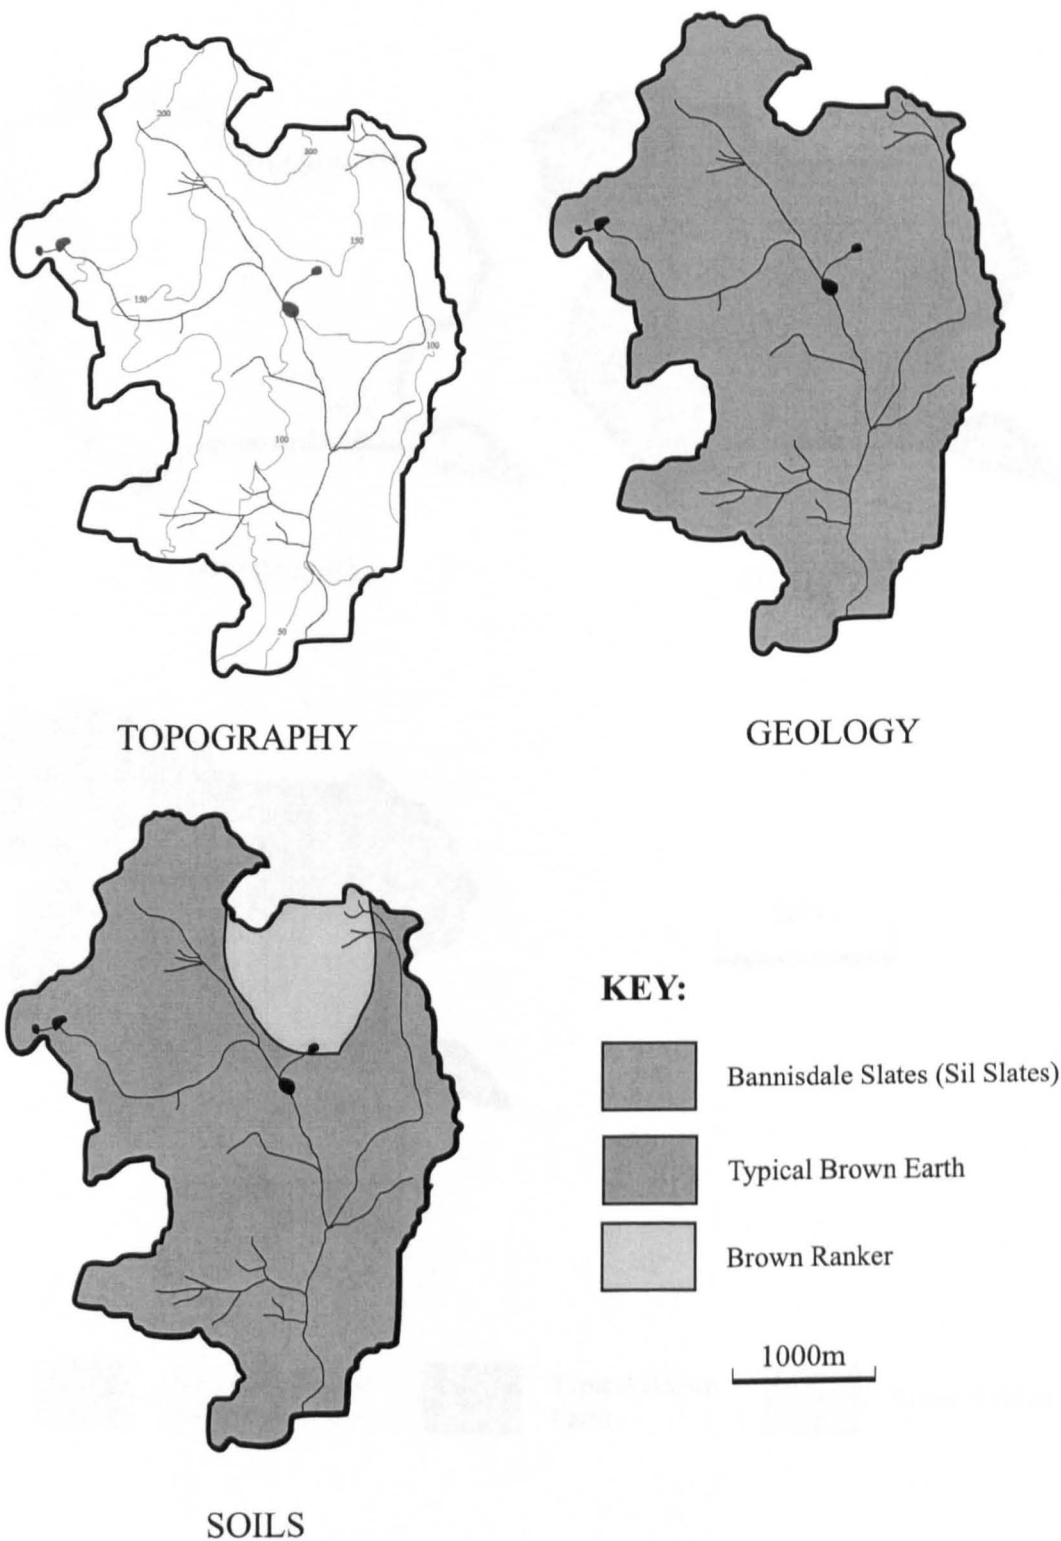 200
200
150
150
100
100
50
TOPOGRAPHY
GEOLOGY
KEY:
Bannisdale Slates (Sil Slates)
Typical Brown Earth
Brown Ranker
1000m
SOILS